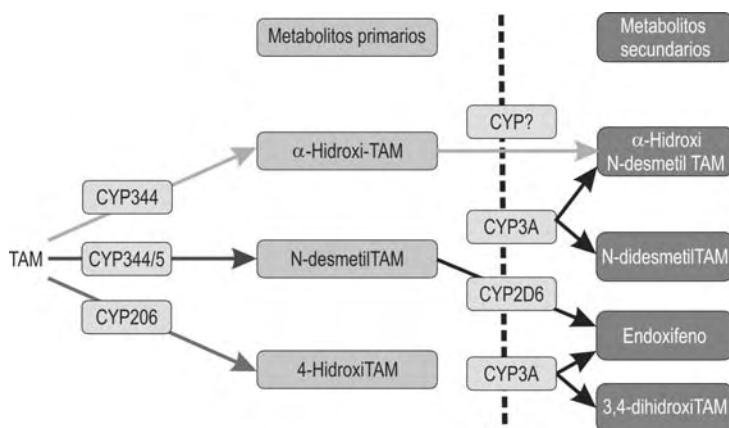 Metabolitos primarios
Metabolitos
secundarios
CYP?
α-Hidroxi-TAM
α-Hidroxi
N-desmetil TAM
CYP344
CYP3A
TAM
CYP344/5
N-desmetilTAM
N-didesmetilTAM
CYP2D6
CYP206
Endoxifeno
4-HidroxiTAM
CYP3A
3,4-dihidroxiTAM